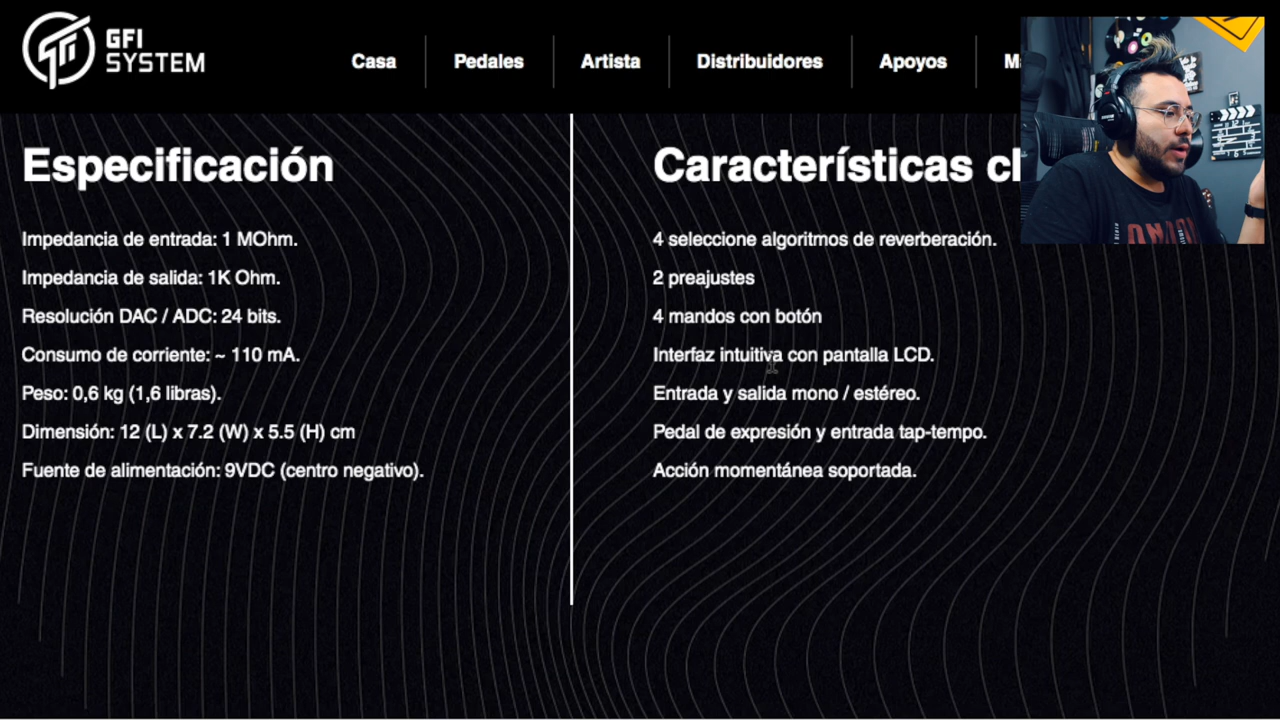 GFI
SYSTEM
Casa
Pedales
Artista
Distribuidores
Apoyos
Especificación
Impedancia de entrada: 1 MOhm.
Impedancia de salida: 1K Ohm.
Resolución DAC / ADC: 24 bits.
Consumo de corriente: ~ 110 mA.
Peso: 0,6 kg (1,6 libras).
Dimensión: 12 (L) x 7.2 (W) x 5.5 (H) cm
Fuente de alimentación: 9VDC (centro negativo).
Características cl
4 seleccione algoritmos de reverberación.
2 preajustes
4 mandos con botón
Interfaz intuitiva con pantalla LCD.
Entrada y salida mono / estéreo.
Pedal de expresión y entrada tap-tempo.
Acción momentánea soportada.